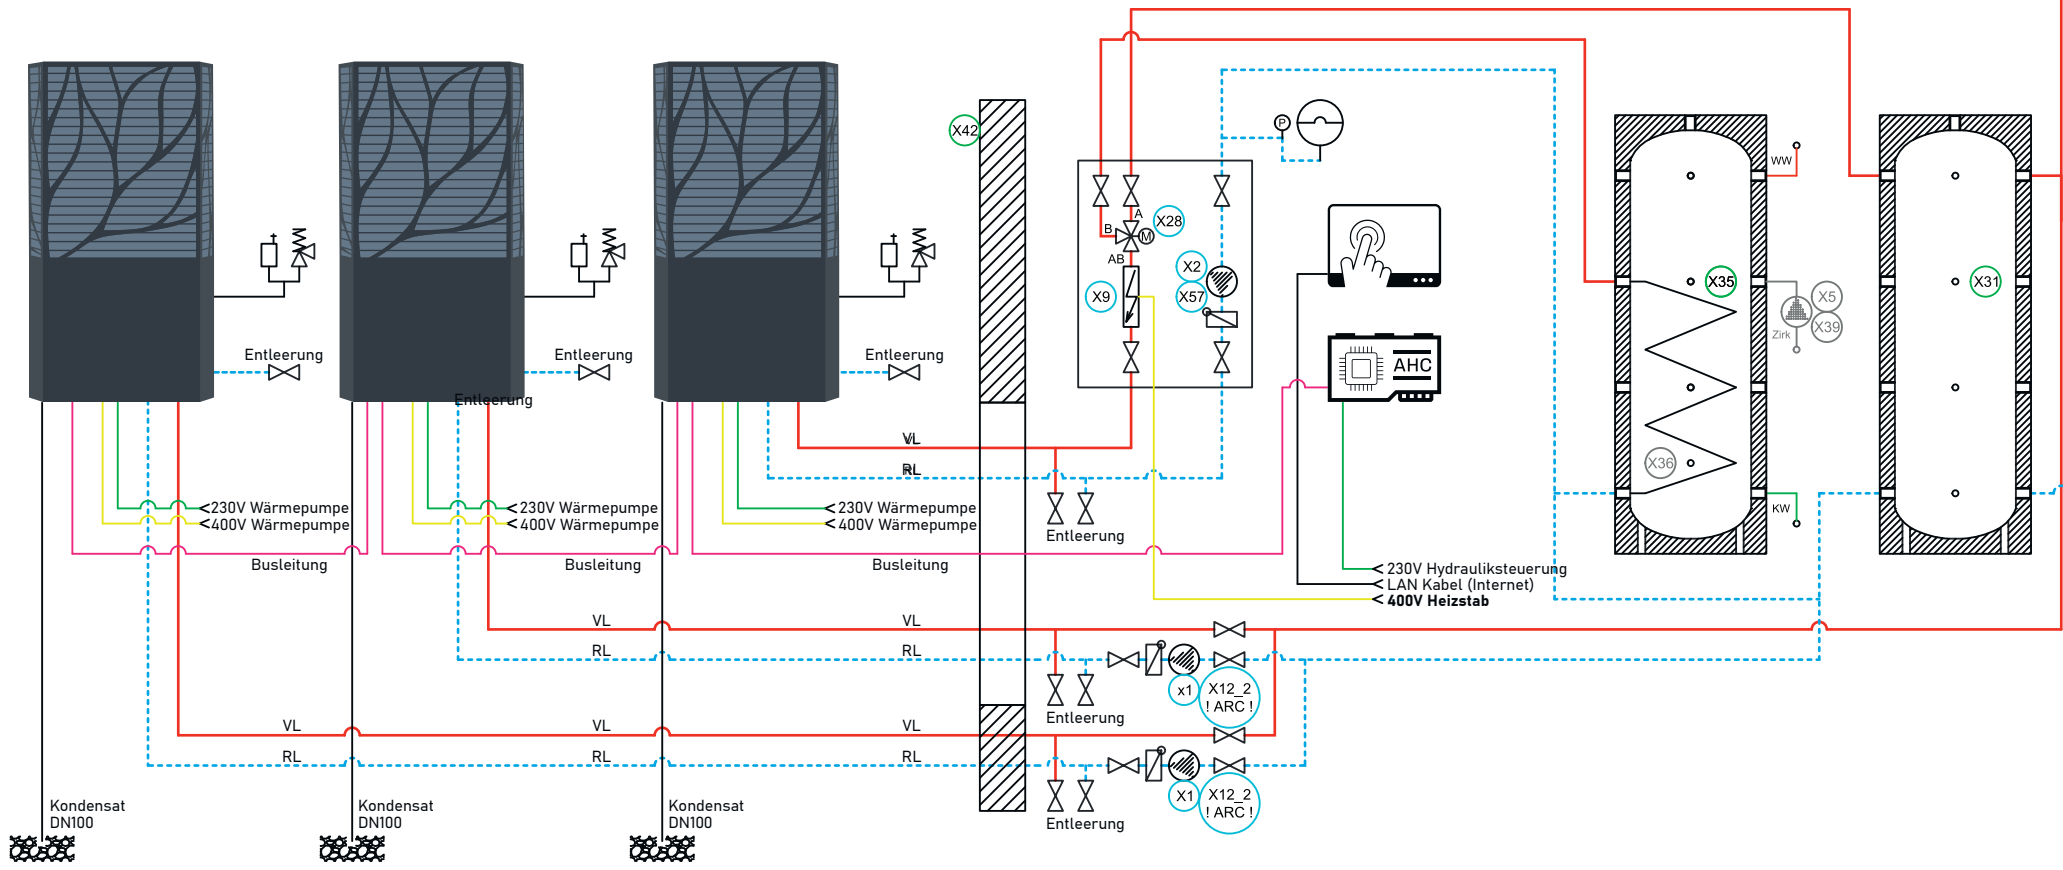 X42
P
A
X28
B
M
AB
X2
X9
X57
WW
X35
X31
X5
X39
Zirk
AHC
Entleerung
Entleerung
Entleerung
Entleerung
VL
RL
X36
KW
230V Wärmepumpe
400V Wärmepumpe
230V Wärmepumpe
400V Wärmepumpe
230V Wärmepumpe
400V Wärmepumpe
Entleerung
Busleitung
Busleitung
Busleitung
230V Hydrauliksteuerung
LAN Kabel (Internet)
400V Heizstab
VL
VL
RL
RL
x1
X12_2
! ARC !
Entleerung
VL
VL
VL
RL
RL
RL
X1
X12_2
! ARC !
Entleerung
Kondensat
DN100
Kondensat
DN100
Kondensat
DN100